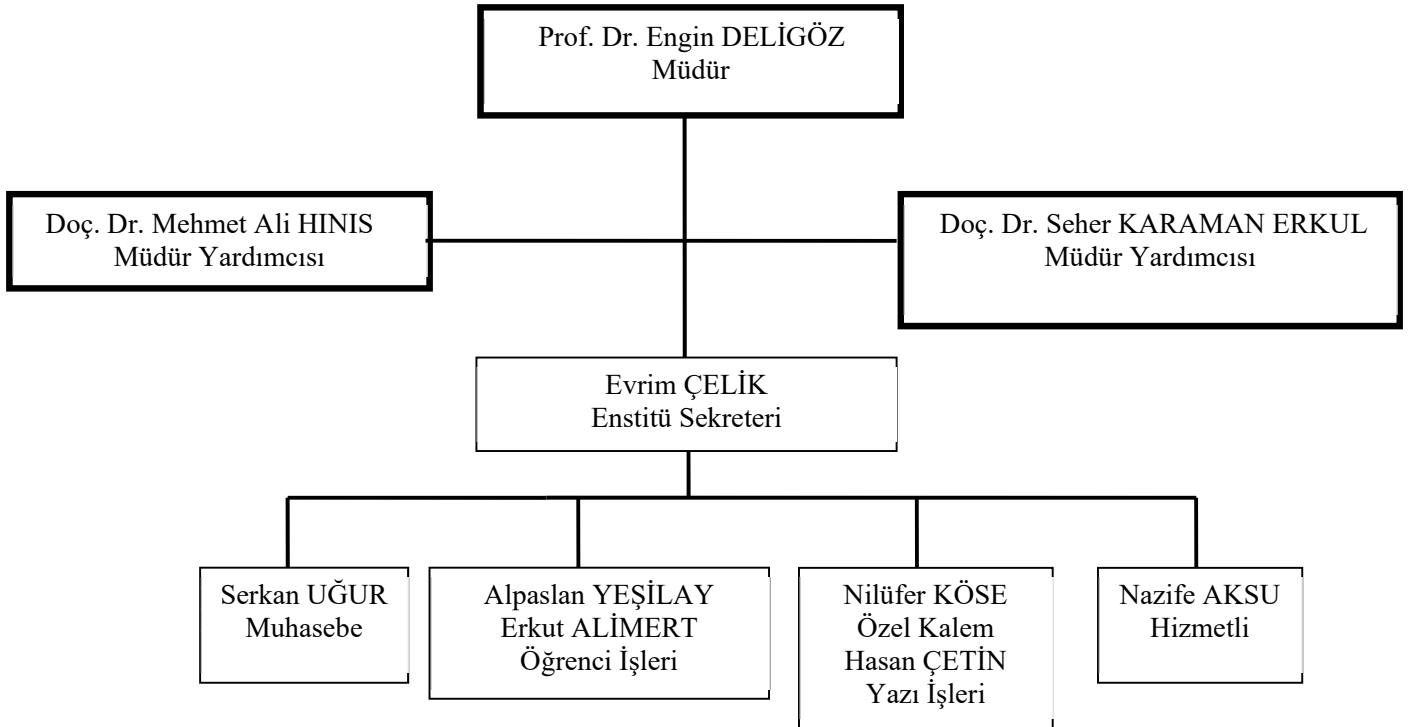 Prof. Dr. Engin DELİGÖZ
Müdür
Doç. Dr. Mehmet Ali HINIS
Müdür Yardımcısı
Doç. Dr. Seher KARAMAN ERKUL
Müdür Yardımcısı
Evrim ÇELİK
Enstitü Sekreteri
Serkan UĞUR
Muhasebe
Alpaslan YEŞİLAY
Erkut ALİMERT
Öğrenci İşleri
Nilüfer KÖSE
Özel Kalem
Hasan ÇETİN
Yazı İşleri
Nazife AKSU
Hizmetli